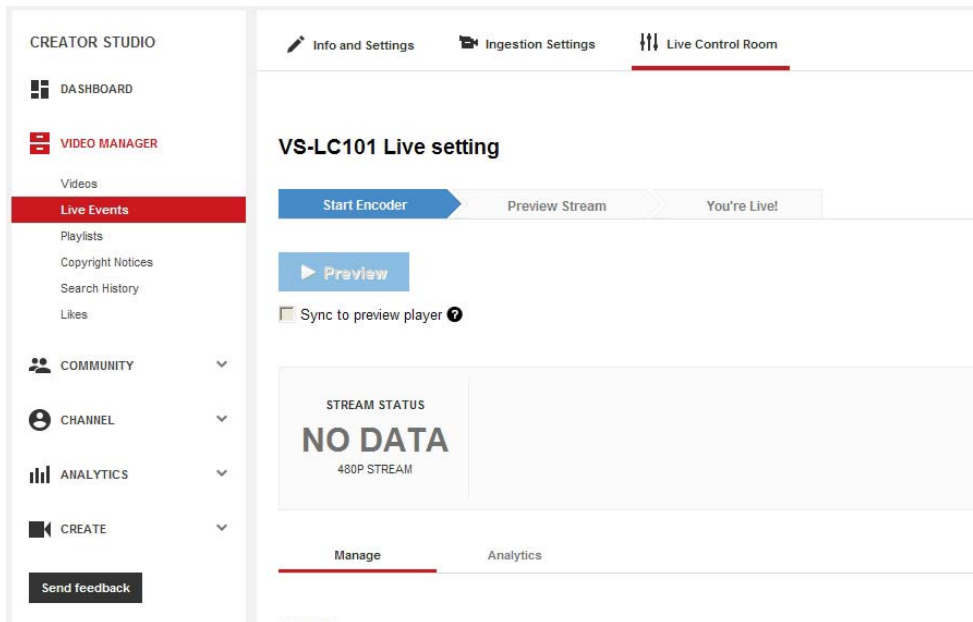 CREATOR STUDIO
DASHBOARD
VIDEO MANAGER
Videos
Live Events
Playlists
Copyright Notices
Search History
Likes
COMMUNITY
CHANNEL
ANALYTICS
CREATE
Send feedback
Info and Settings
Ingestion Settings
Live Control Room
VS-LC101 Live setting
Start Encoder
Preview Stream
You're Live!
Preview
Sync to preview player ?
STREAM STATUS
NO DATA
480P STREAM
Manage
Analytics